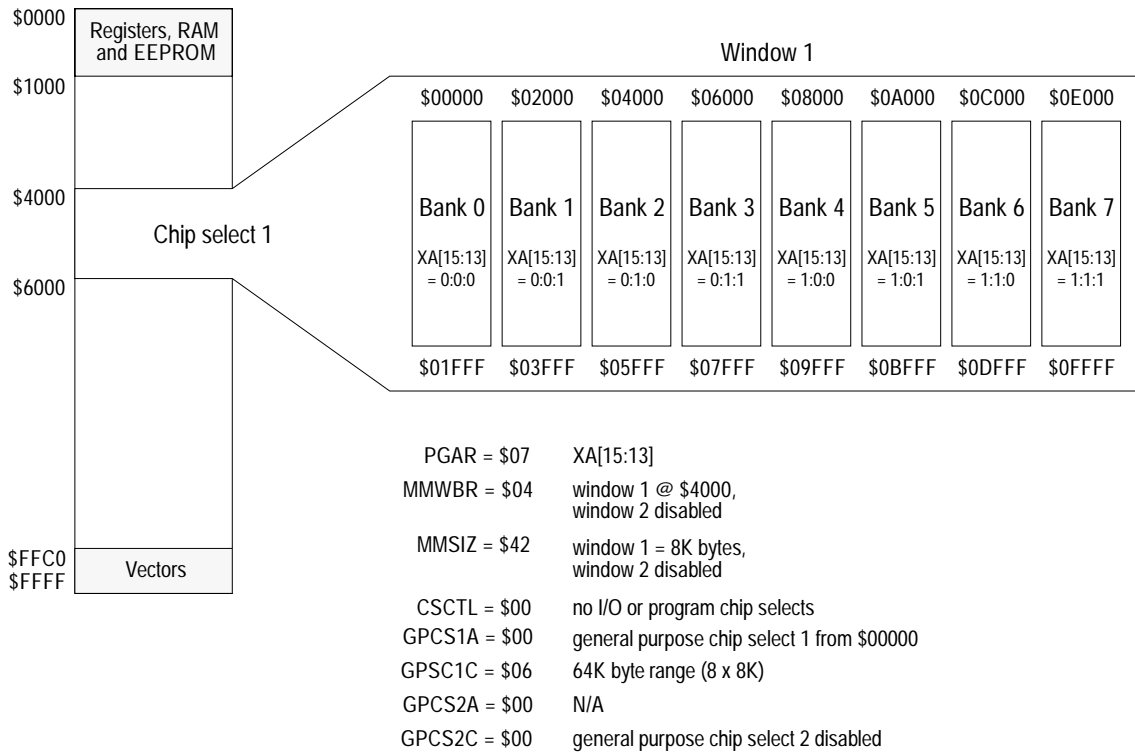 $0000
Registers, RAM
and EEPROM
$1000
$4000
Chip select 1
$6000
$FFC0
$FFFF
Vectors
Window 1
$00000 $02000 $04000 $06000 $08000 $0A000 $0C000 $0E000
Bank 0 Bank 1 Bank 2 Bank 3 Bank 4 Bank 5 Bank 6 Bank 7
XA[15:13] XA[15:13] XA[15:13] XA[15:13] XA[15:13] XA[15:13] XA[15:13] XA[15:13]
= 0:0:0 = 0:0:1 = 0:1:0 = 0:1:1 = 1:0:0 = 1:0:1 = 1:1:0 = 1:1:1
$01FFF $03FFF $05FFF $07FFF $09FFF $0BFFF $0DFFF $0FFFF
PGAR = $07 XA[15:13]
MMWBR = $04 window 1 @ $4000,
window 2 disabled
MMSIZ = $42 window 1 = 8K bytes,
window 2 disabled
CSCTL = $00 no I/O or program chip selects
GPCS1A = $00 general purpose chip select 1 from $00000
GPSC1C = $06 64K byte range (8 x 8K)
GPCS2A = $00 N/A
GPCS2C = $00 general purpose chip select 2 disabled